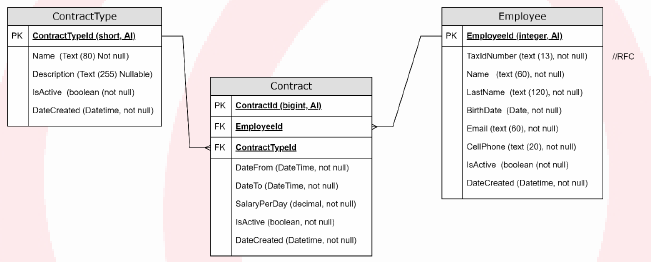 ContractType
PK ContractTypeId (short, AI)
Name (Text (80) Not null)
Description (Text (255) Nullable)
IsActive (boolean (not null)
DateCreated (Datetime, not null)
Contract
PK ContractId (bigint, AI)
FK EmployeeId
FK ContractTypeId
DateFrom (DateTime, not null)
DateTo (DateTime, not null)
SalaryPerDay (decimal, not null)
IsActive (boolean, not null)
DateCreated (Datetime, not null)
Employee
PK EmployeeId (integer, AI)
TaxIdNumber (text (13), not null) //RFC
Name (text (60), not null)
LastName (text (120), not null)
BirthDate (Date, not null)
Email (text (60), not null)
CellPhone (text (20), not null)
IsActive (boolean (not null)
DateCreated (Datetime, not null)